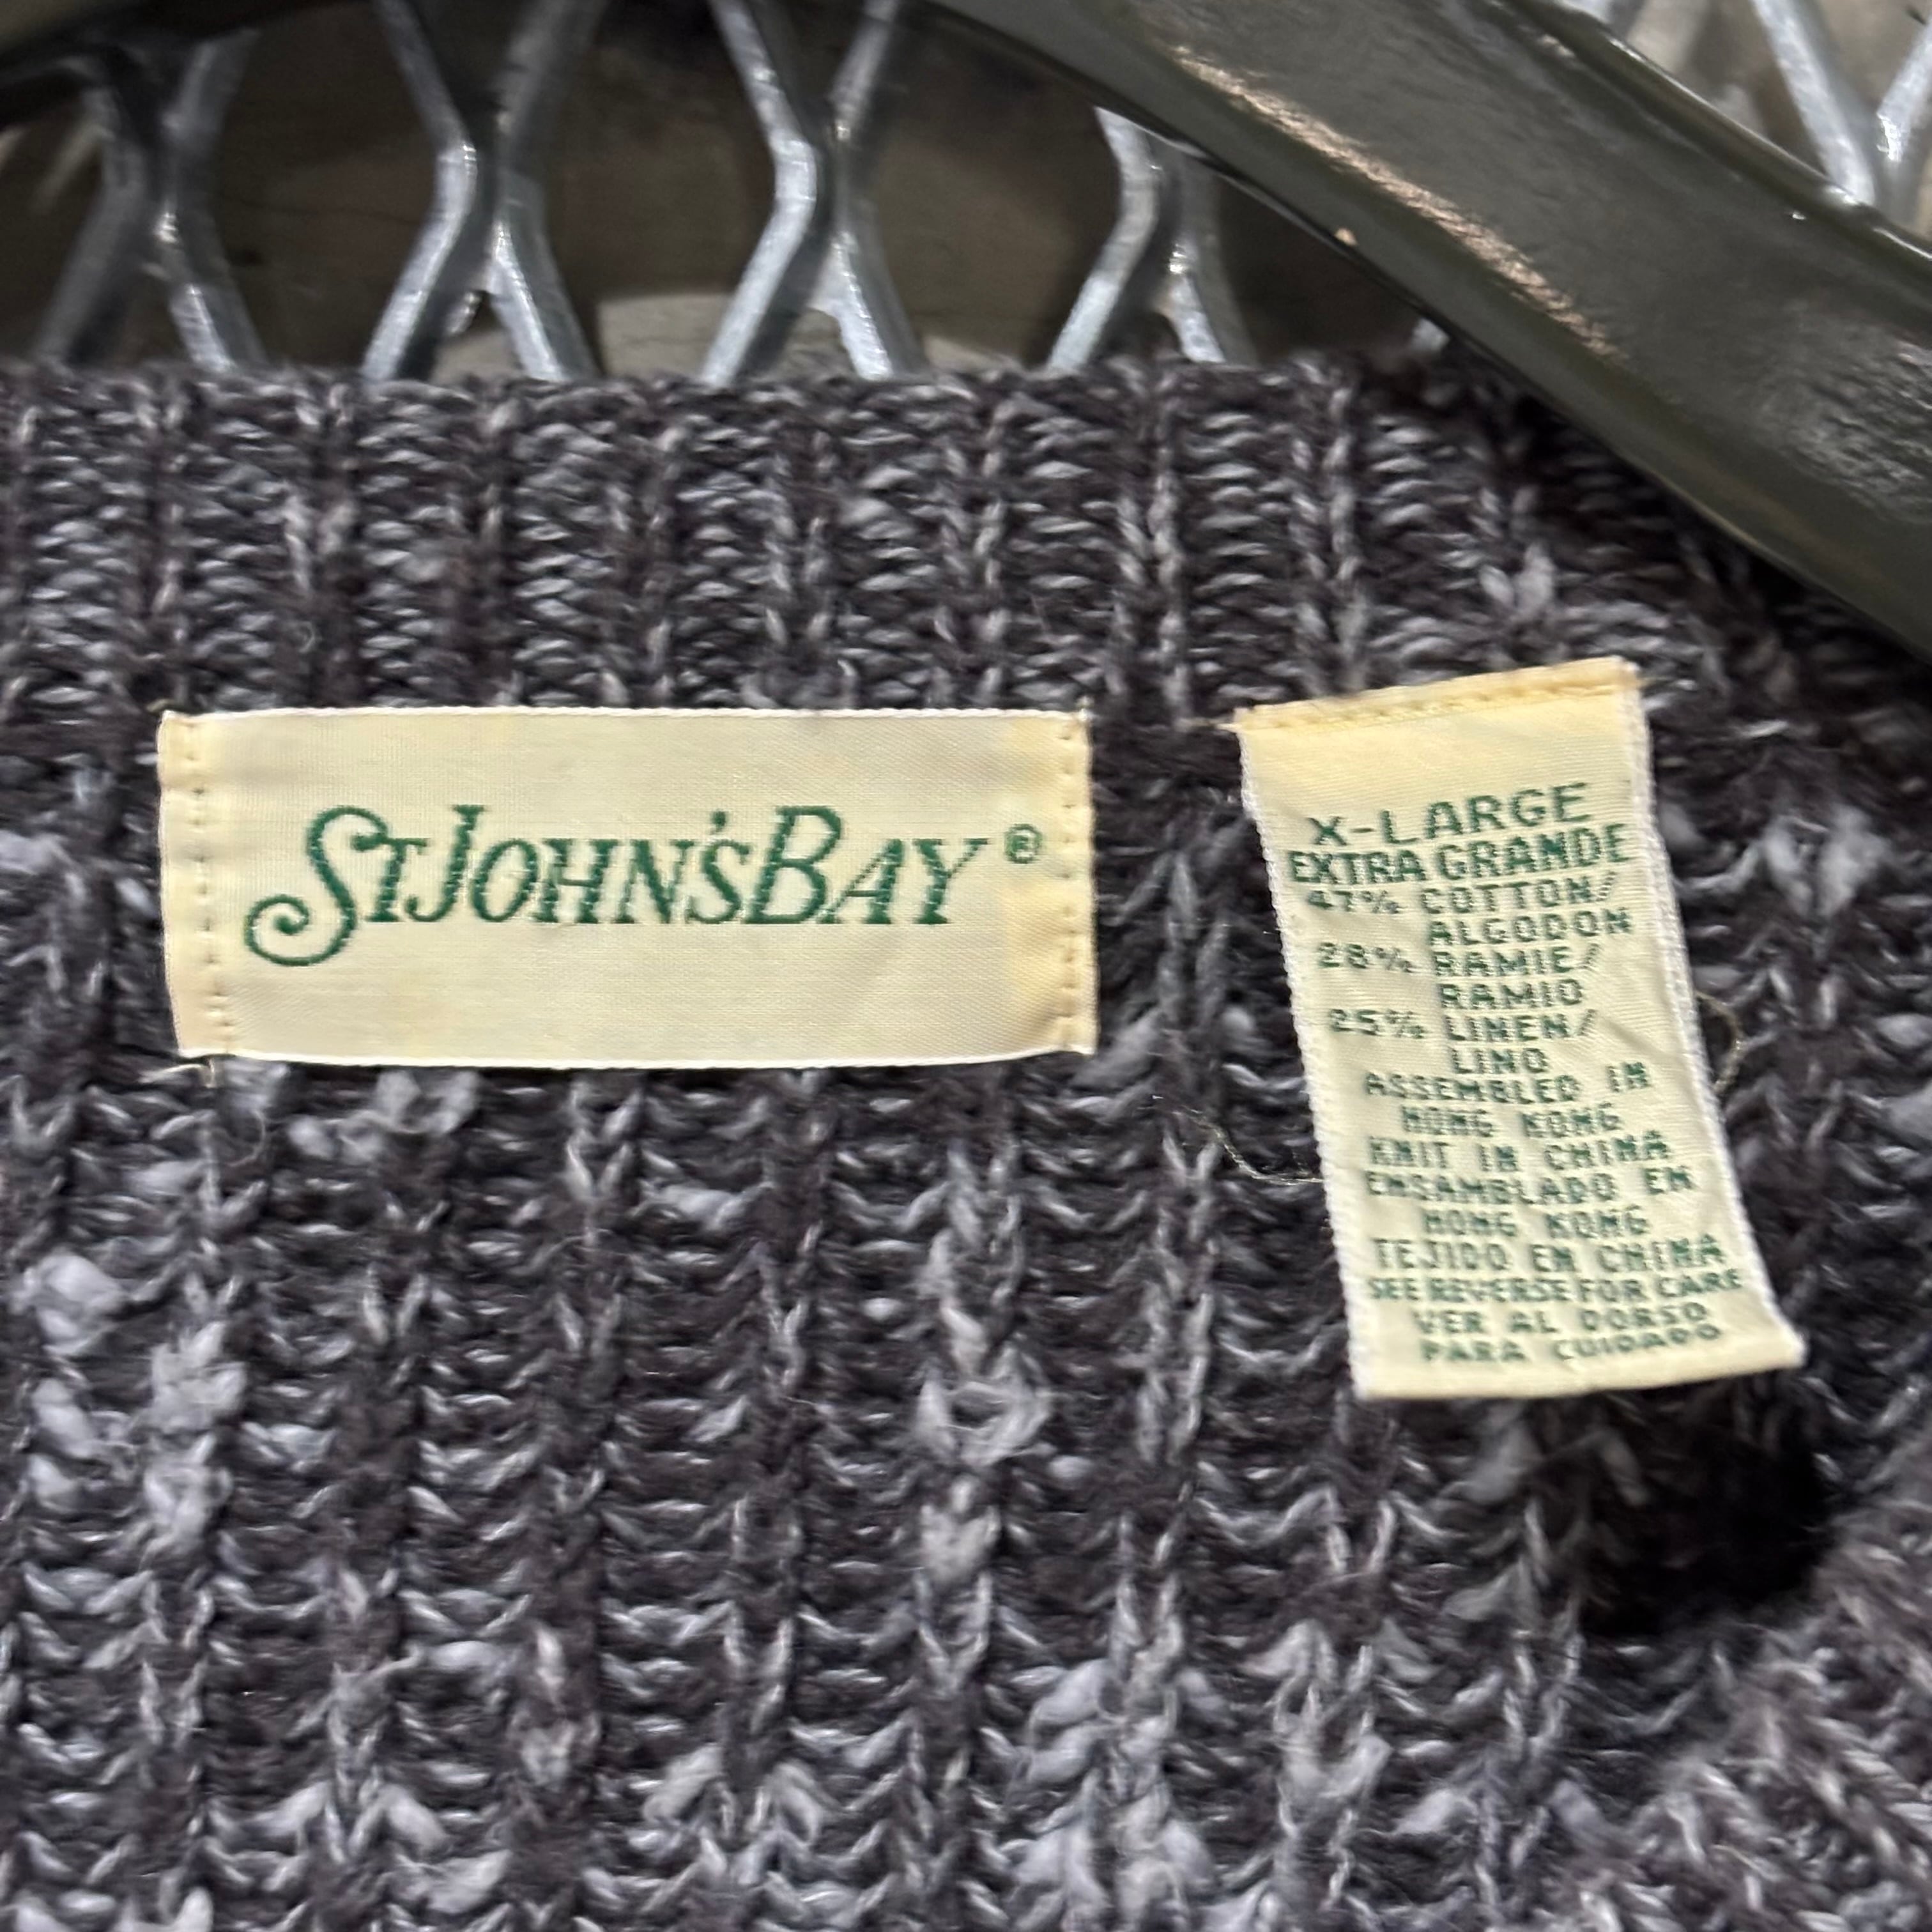 ST JOHN'S BAY ®
X-LARGE
EXTRA GRANDE
47% COTTON/
ALGODON
28% RAMIE/
RAMIO
25% LINEN/
LINO
ASSEMBLED IN
HONG KONG
KNIT IN CHINA
ENSAMBLADO EN
HONG KONG
TEJIDO EN CHINA
SEE REVERSE FOR CARE
VER AL DORSO
PARA CUIDADO